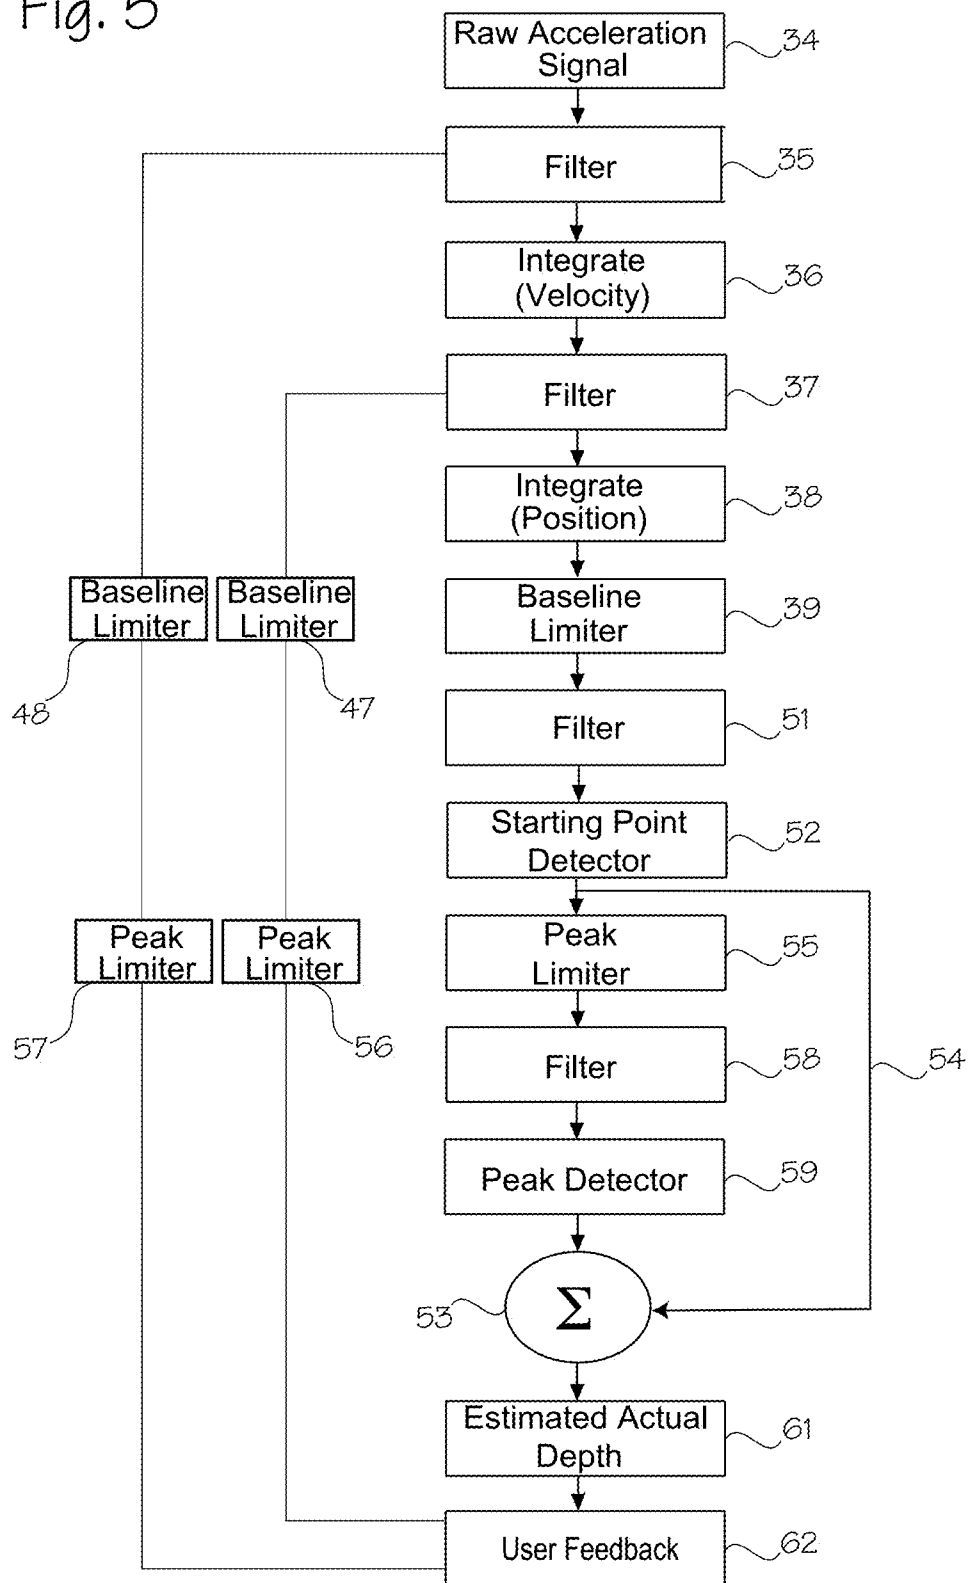 Fig. 5
Raw Acceleration
Signal
34
Filter
35
Integrate
(Velocity)
36
Filter
37
Integrate
(Position)
38
Baseline
Limiter
48
Baseline
Limiter
47
Baseline
Limiter
39
Filter
51
Starting Point
Detector
52
Peak
Limiter
57
Peak
Limiter
56
Peak
Limiter
55
Filter
58
54
Peak Detector
59
Σ
53
Estimated Actual
Depth
61
User Feedback
62